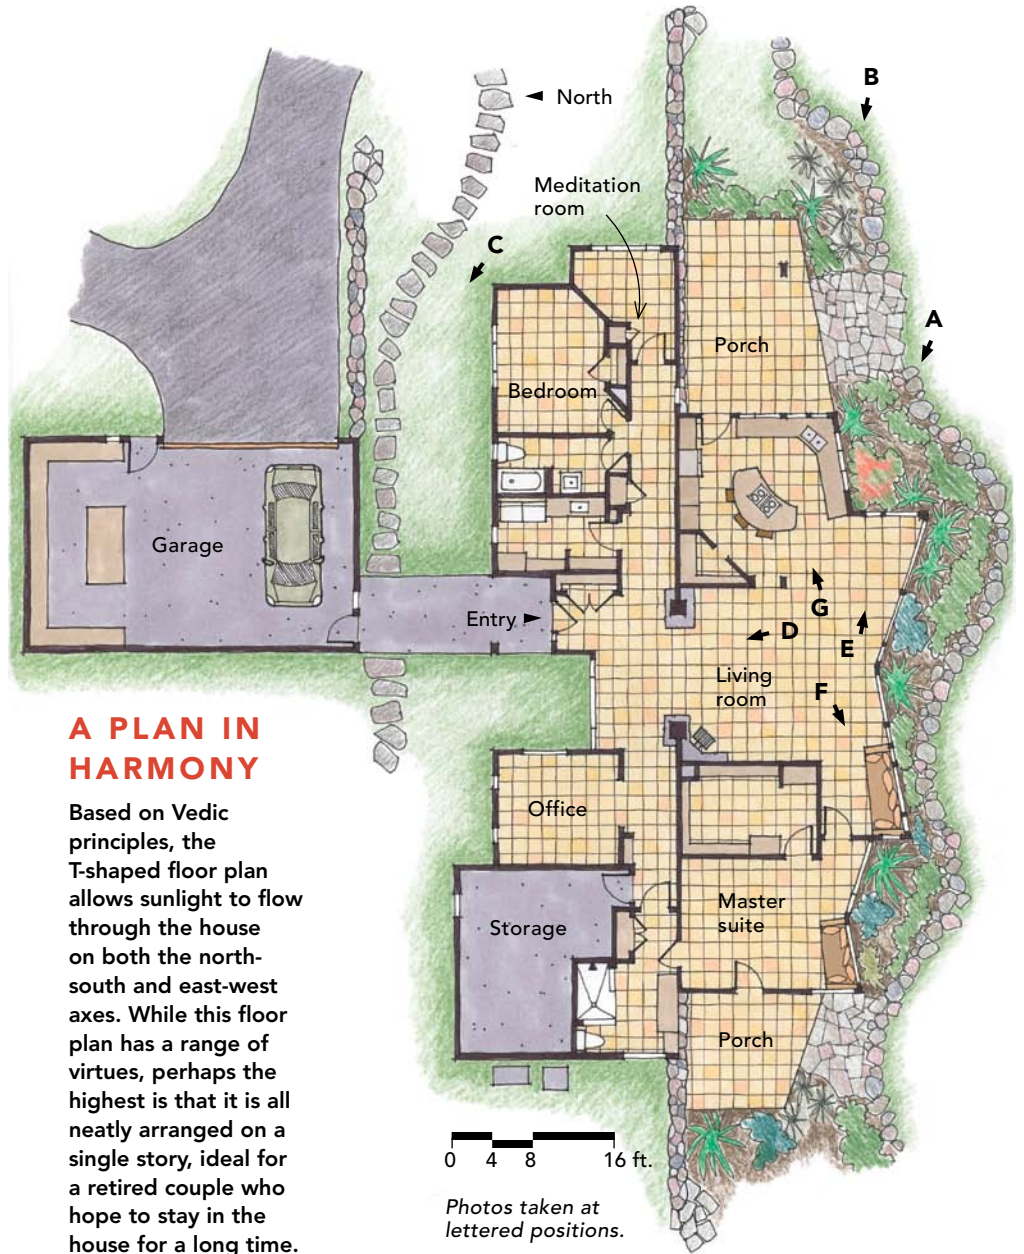 B
North
Meditation
room
C
A
Porch
Bedroom
Garage
G
Entry
D
E
Living
room
F
A PLAN IN
HARMONY
Based on Vedic
principles, the
T-shaped floor plan
allows sunlight to flow
through the house
on both the north-
south and east-west
axes. While this floor
plan has a range of
virtues, perhaps the
highest is that it is all
neatly arranged on a
single story, ideal for
a retired couple who
hope to stay in the
house for a long time.
Office
Master
suite
Storage
Porch
0 4 8 16 ft.
Photos taken at
lettered positions.